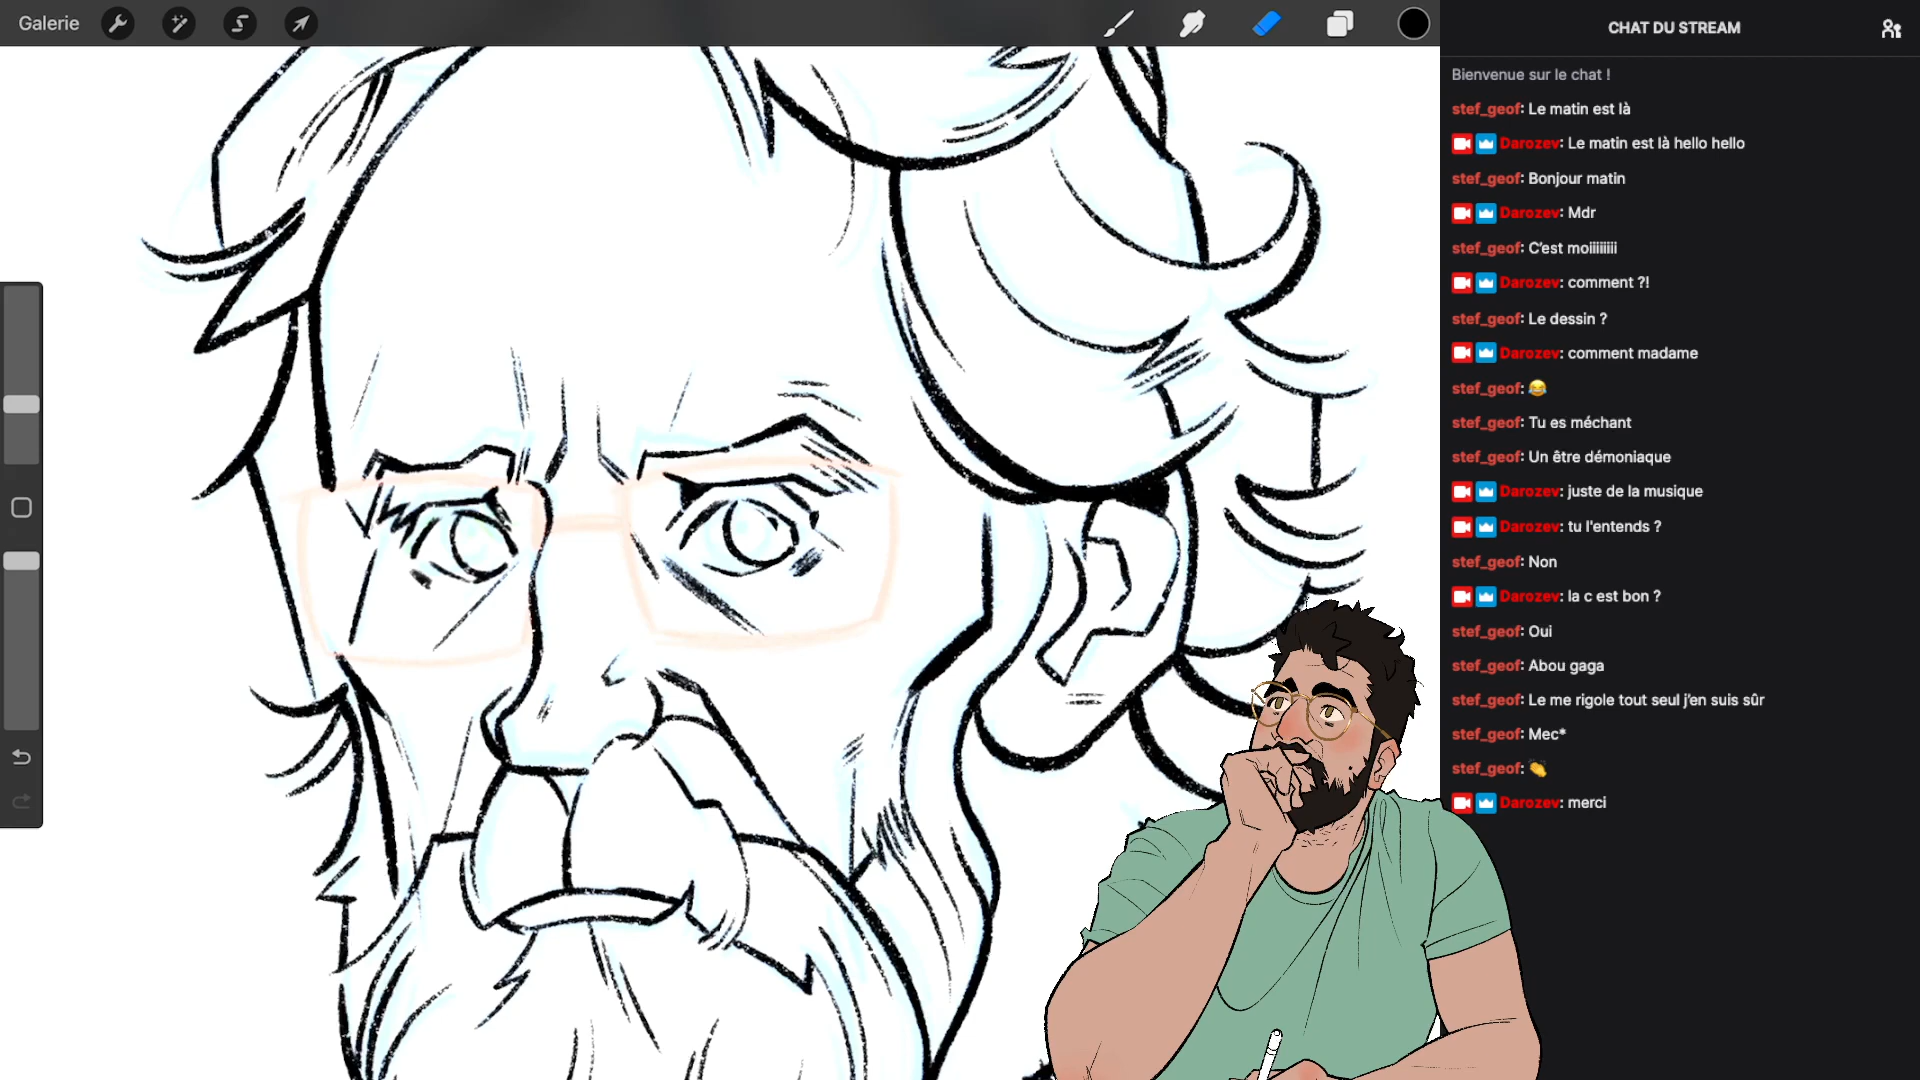 Galerie
CHAT DU STREAM
Bienvenue sur le chat !
stef_geof: Le matin est là
Darozev: Le matin est là hello hello
stef_geof: Bonjour matin
Darozev: Mdr
stef_geof: C'est moiiiiiiiii
Darozev: comment ?!
stef_geof: Le dessin ?
Darozev: comment madame
stef_geof: 😂
stef_geof: Tu es méchant
stef_geof: Un être démoniaque
Darozev: juste de la musique
Darozev: tu l'entends ?
stef_geof: Non
Darozev: la c est bon ?
stef_geof: Oui
stef_geof: Abou gaga
stef_geof: Le me rigole tout seul j'en suis sûr
stef_geof: Mec*
stef_geof: 👏
Darozev: merci